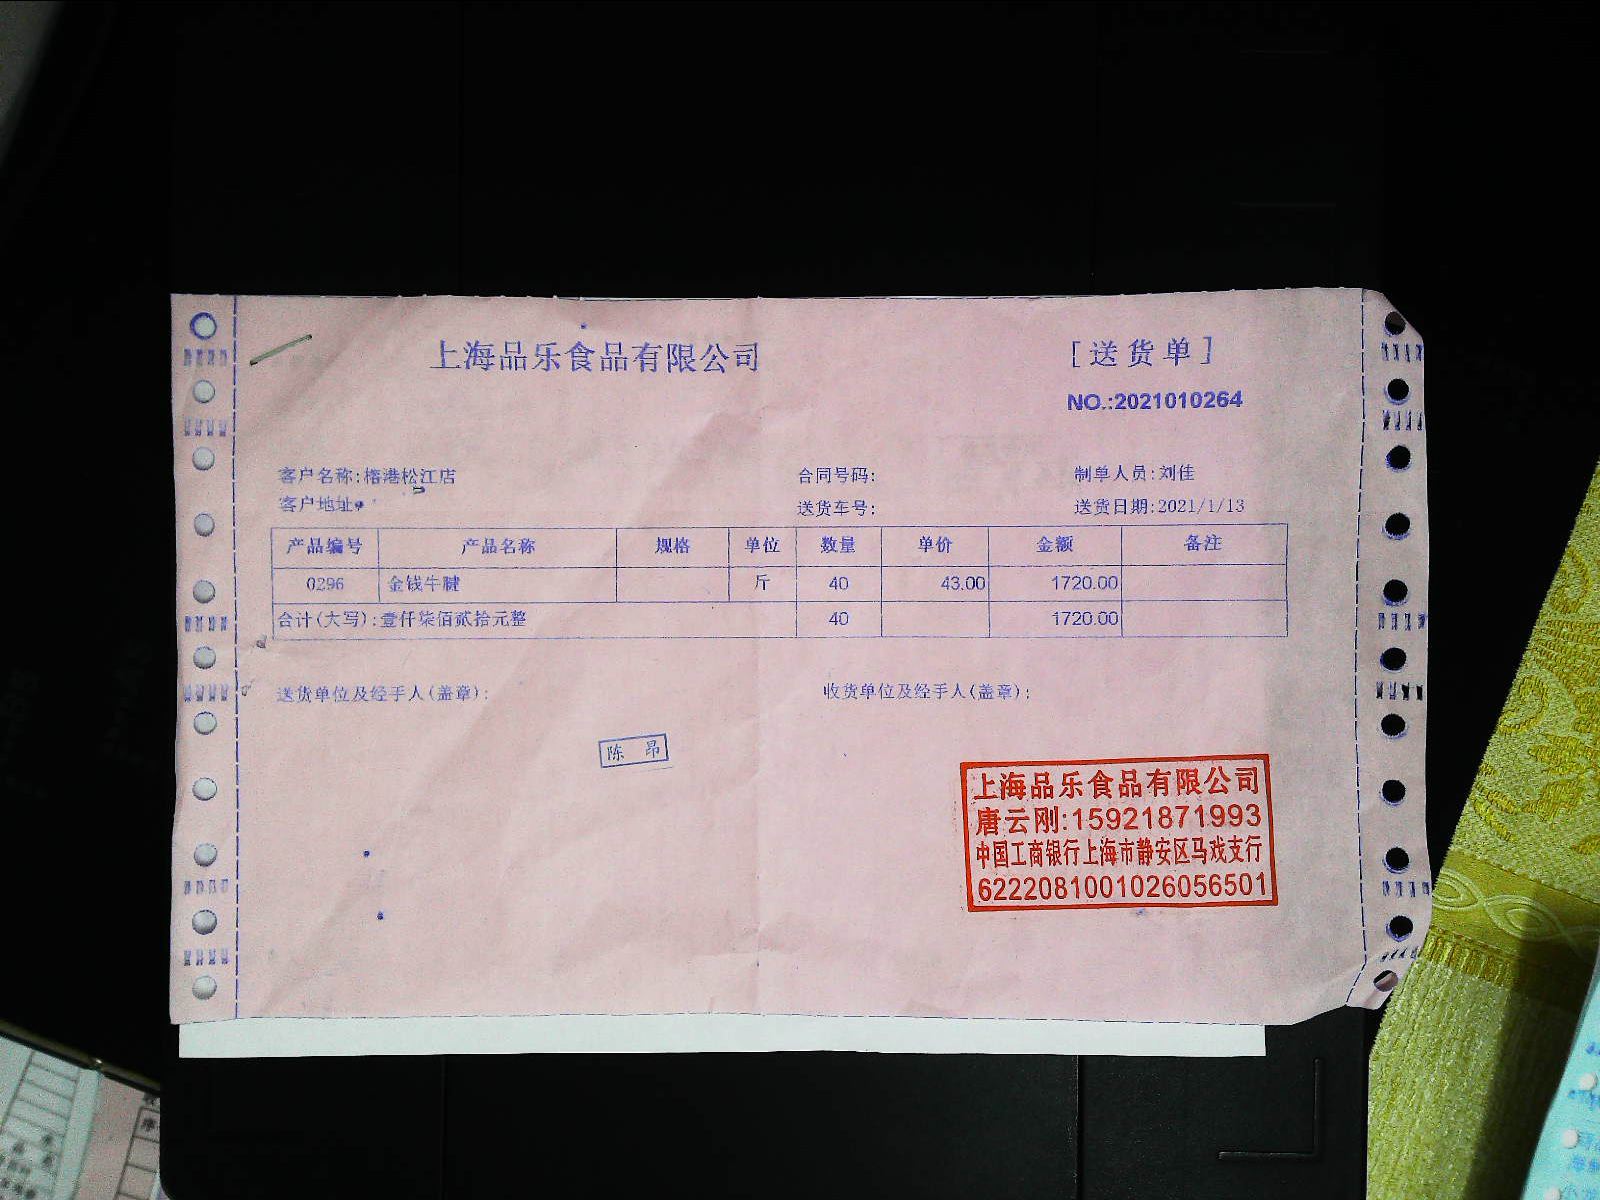 上海品乐食品有限公司
[送货单]
NO.:2021010264
客户名称:榕港松江店 合同号码: 制单人员:刘佳
客户地址: 送货车号: 送货日期:2021/1/13
产品编号 产品名称 规格 单位 数量 单价 金额 备注
0296 金钱牛腱 斤 40 43.00 1720.00
合计(大写):壹仟柒佰贰拾元整 40 1720.00
送货单位及经手人(盖章): 收货单位及经手人(盖章):
陈 昂
上海品乐食品有限公司
唐云刚:15921871993
中国工商银行上海市静安区马戏支行
6222081001026056501